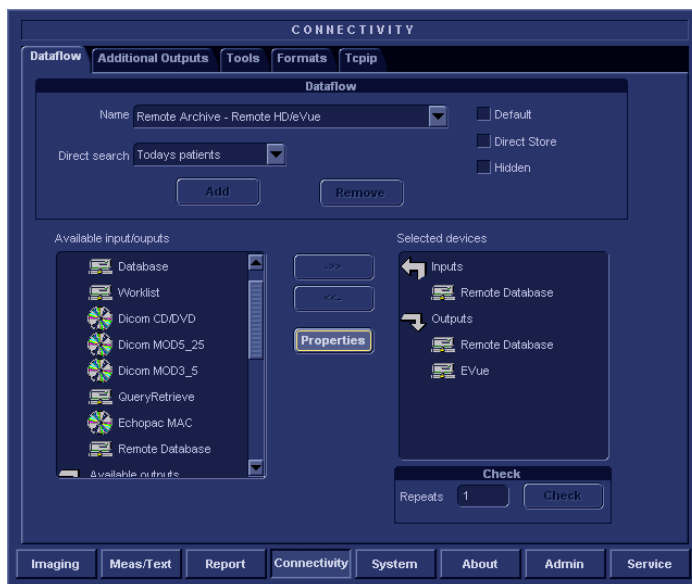 CONNECTIVITY
Dataflow Additional Outputs Tools Formats Tcpip
Dataflow
Name Remote Archive - Remote HD/eVue
Default
Direct Store
Direct search Todays patients
Hidden
Add Remove
Available input/ouputs
Database
Worklist
Dicom CD/DVD
Dicom MOD5_25
Dicom MOD3_5
QueryRetrieve
Echopac MAC
Remote Database
Available outputs
->>
<<-
Properties
Selected devices
Inputs
Remote Database
Outputs
Remote Database
EVue
Check
Repeats 1 Check
Imaging Meas/Text Report Connectivity System About Admin Service